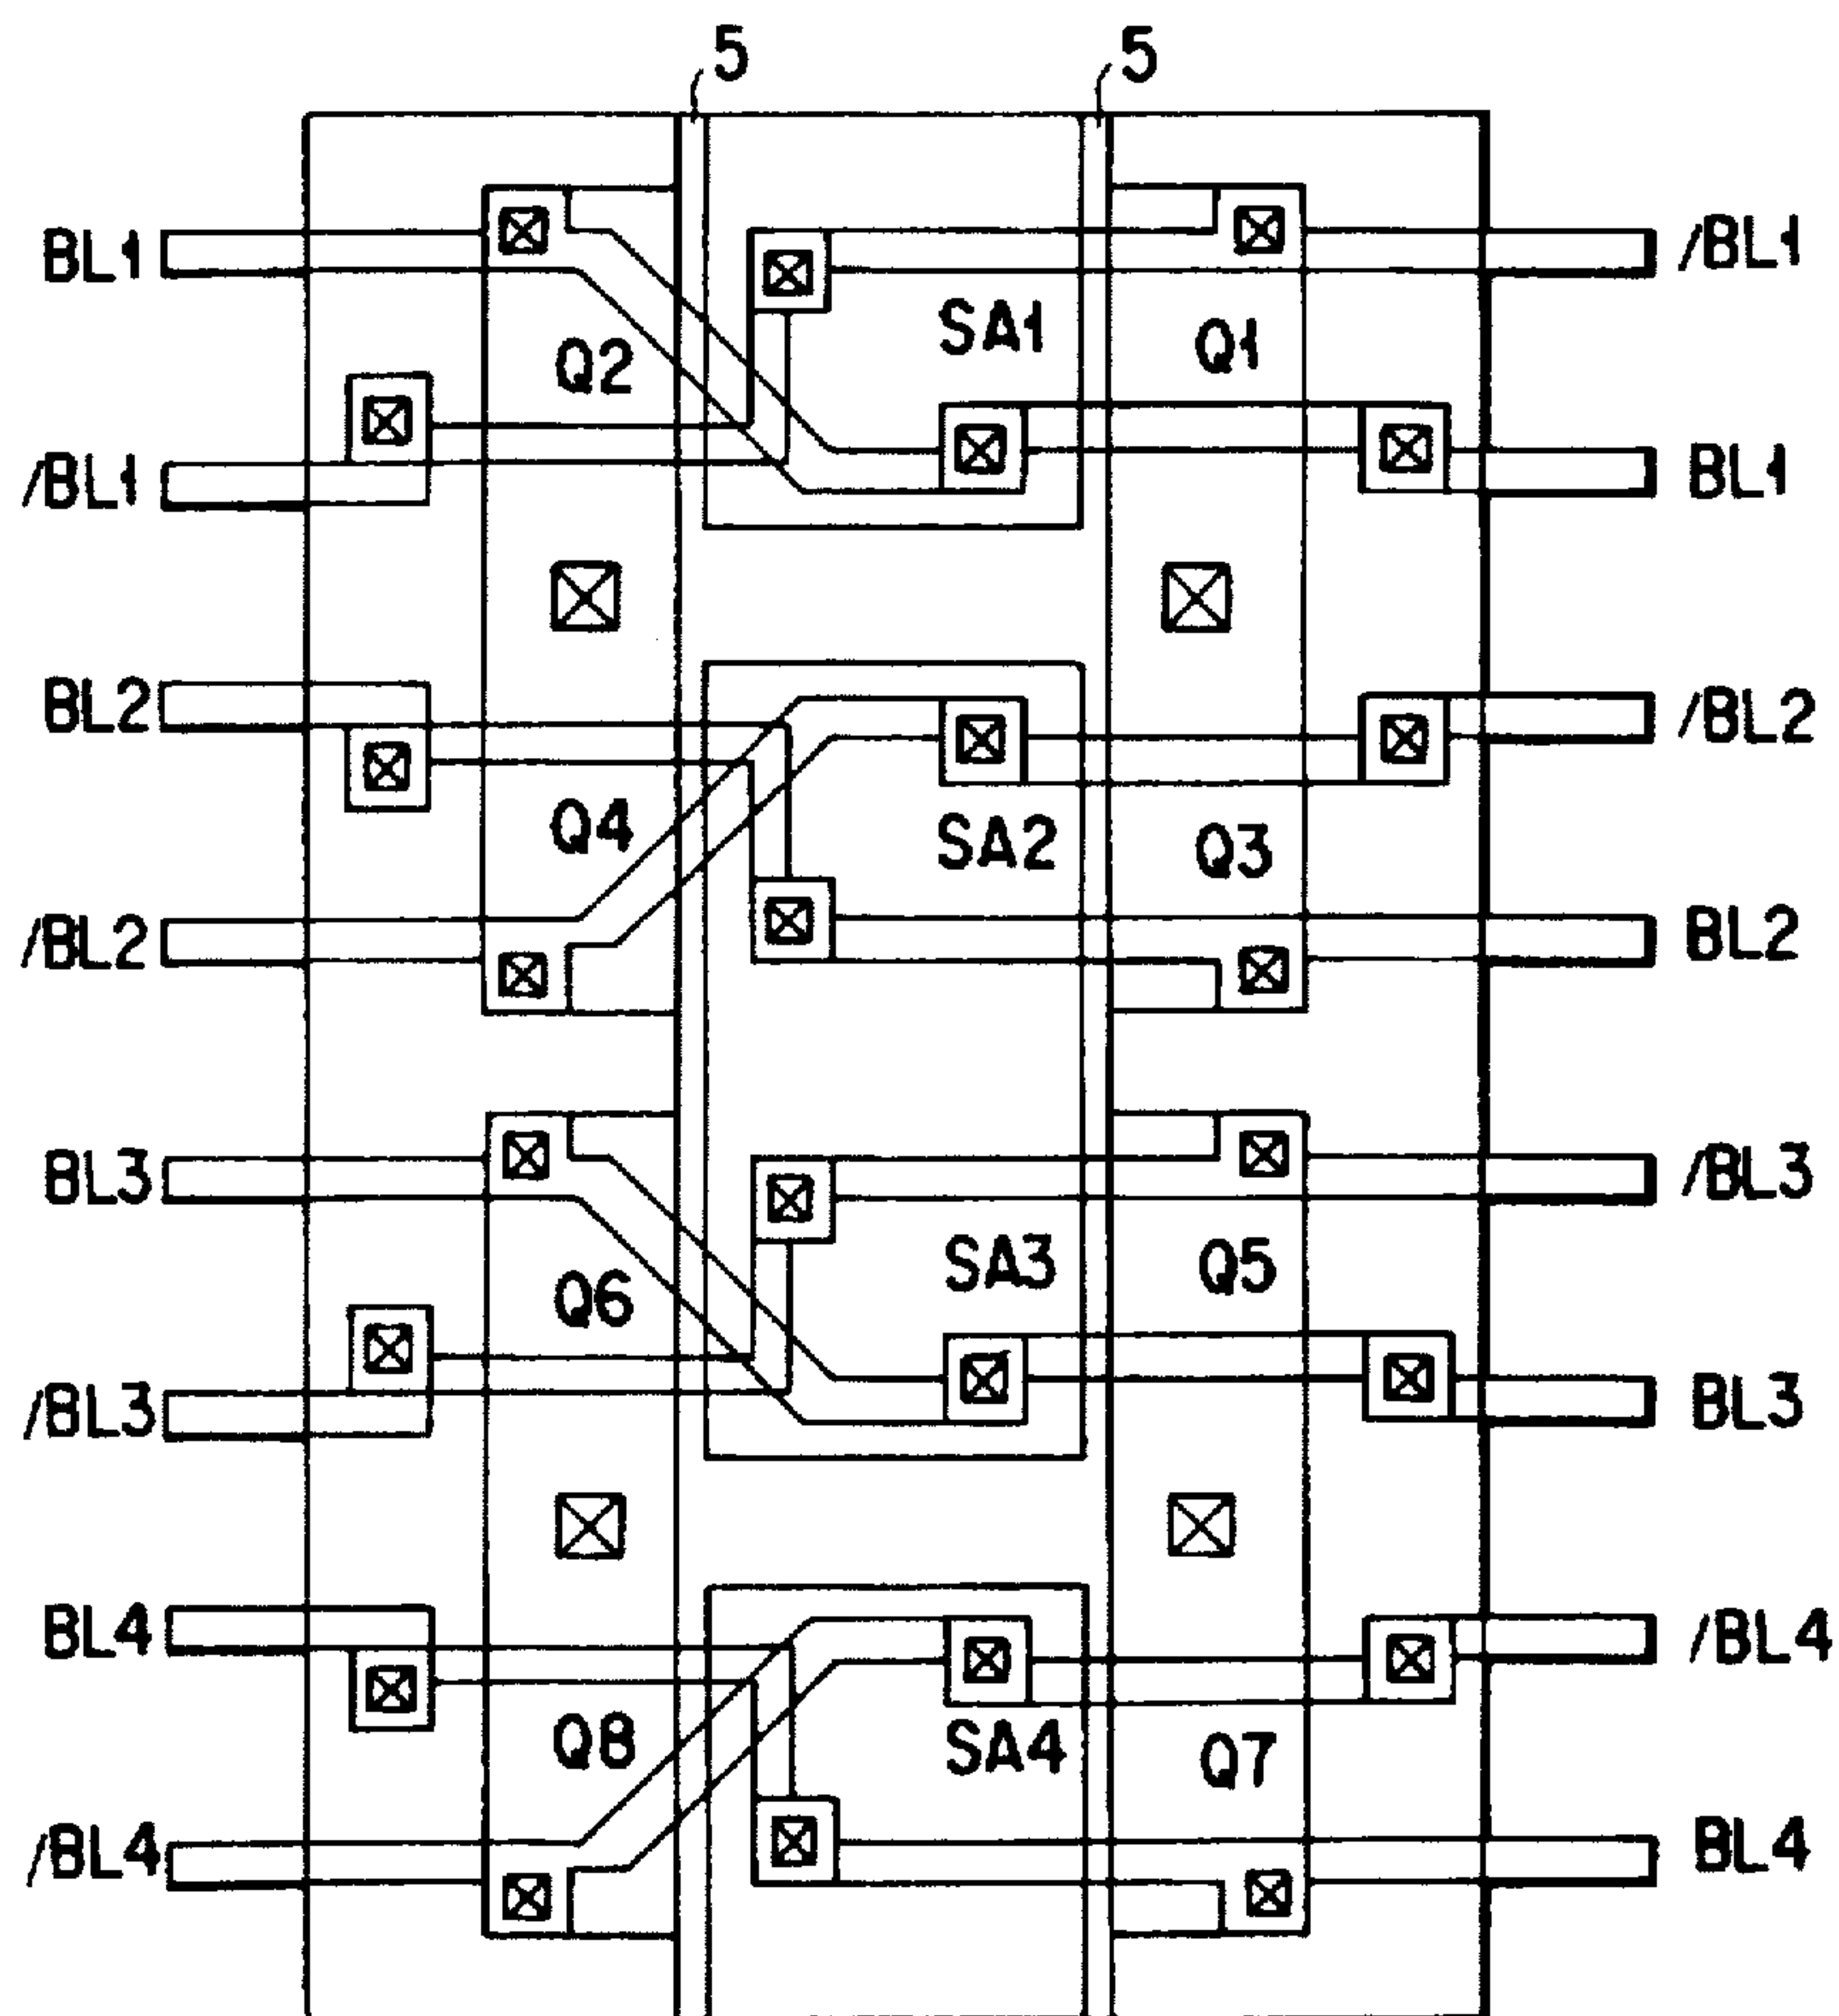 5 5
BL1 /BL1
SA1
Q2 Q1
/BL1 BL1
BL2 /BL2
Q4 SA2 Q3
/BL2 BL2
BL3 /BL3
SA3 Q5
Q6
/BL3 BL3
BL4 /BL4
Q8 SA4 Q7
/BL4 BL4